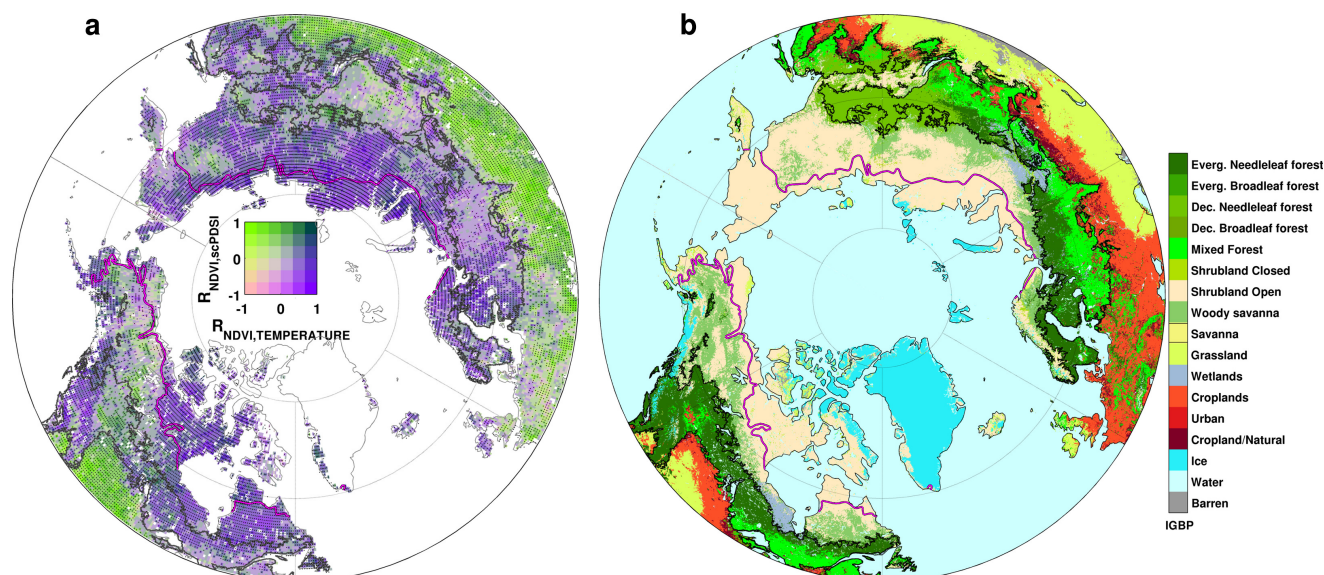 a
b
1
0
-1
-1 0 1
R NDVI,scPDSI
R NDVI,TEMPERATURE
Everg. Needleleaf forest
Everg. Broadleaf forest
Dec. Needleleaf forest
Dec. Broadleaf forest
Mixed Forest
Shrubland Closed
Shrubland Open
Woody savanna
Savanna
Grassland
Wetlands
Croplands
Urban
Cropland/Natural
Ice
Water
Barren
IGBP